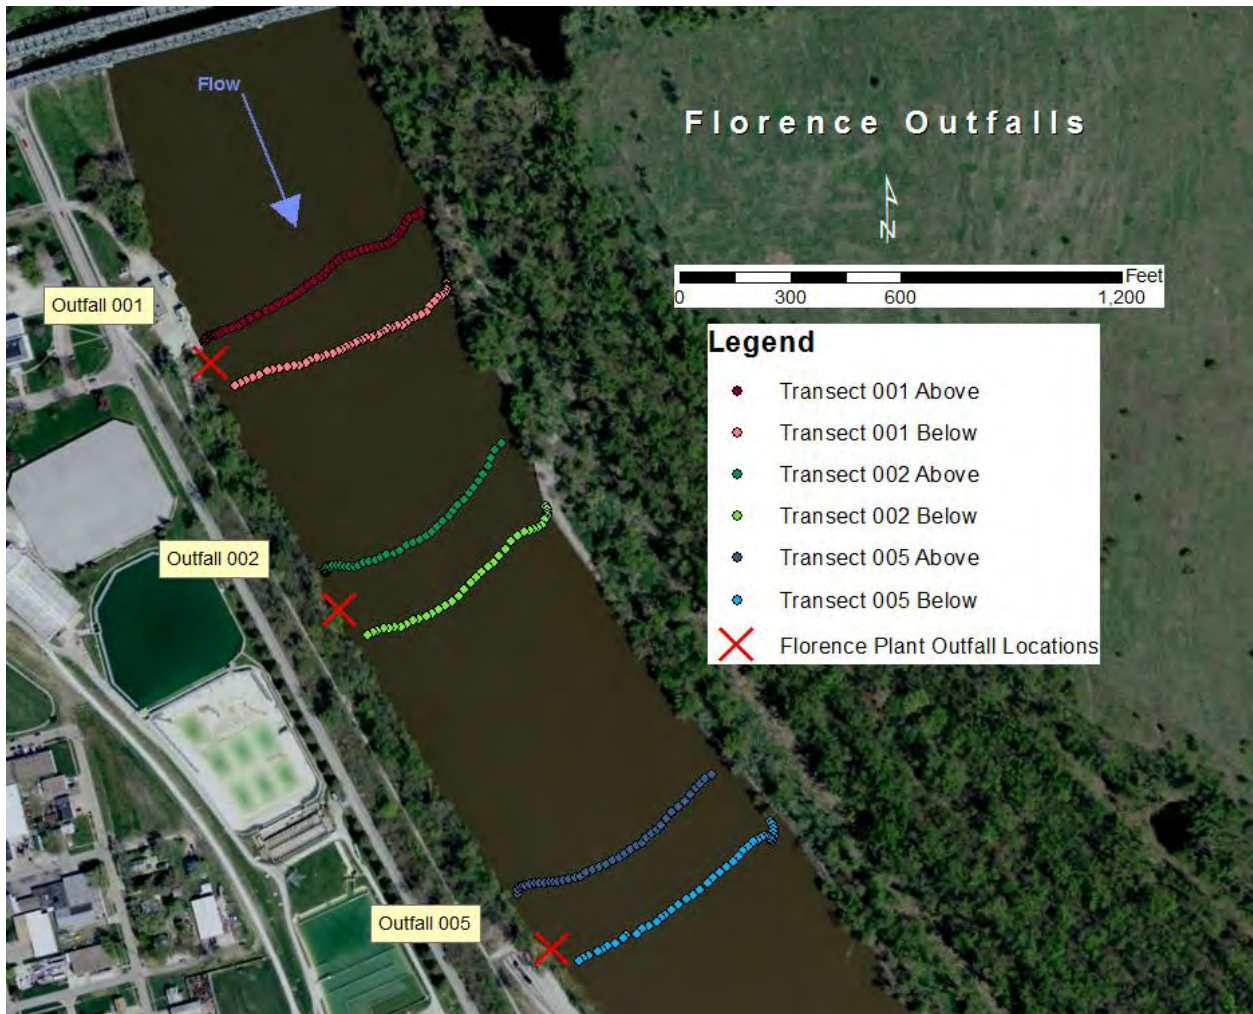 Flow
Florence Outfalls
N
Feet
0 300 600 1,200
Outfall 001
Legend
Transect 001 Above
Transect 001 Below
Transect 002 Above
Transect 002 Below
Transect 005 Above
Transect 005 Below
Florence Plant Outfall Locations
Outfall 002
Outfall 005